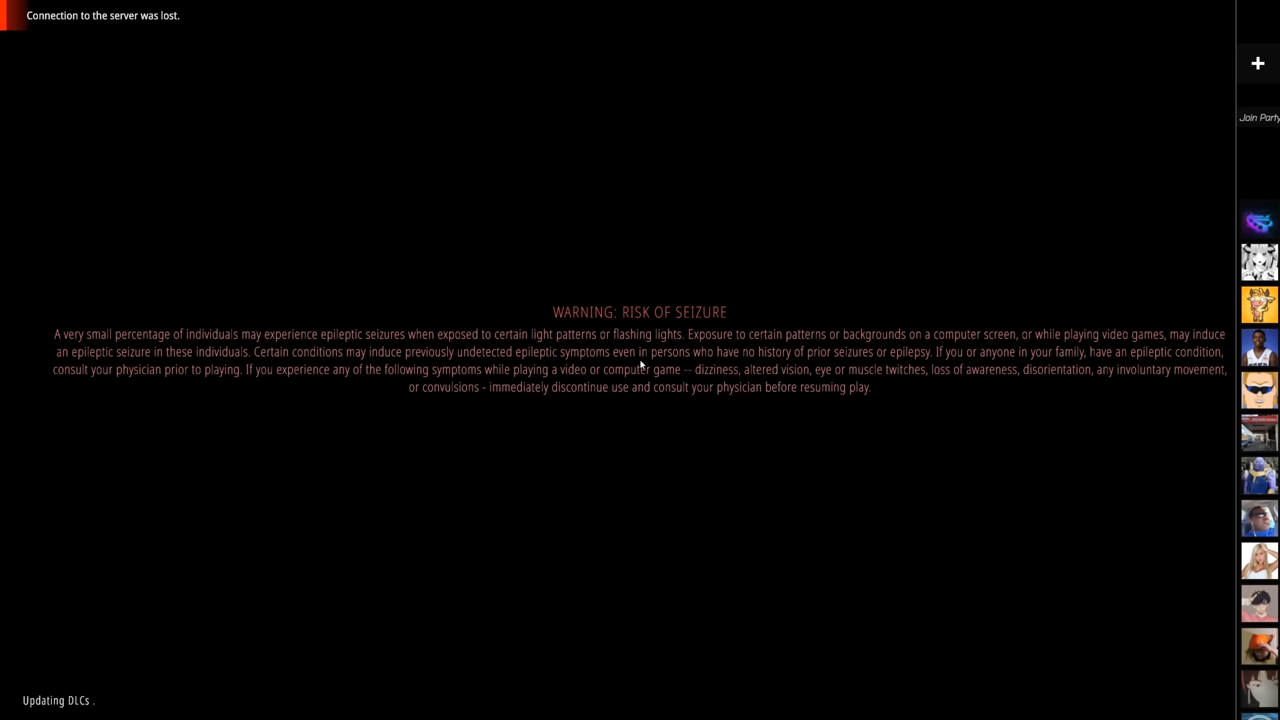 Connection to the server was lost.
Join Party
WARNING: RISK OF SEIZURE
A very small percentage of individuals may experience epileptic seizures when exposed to certain light patterns or flashing lights. Exposure to certain patterns or backgrounds on a computer screen, or while playing video games, may induce
an epileptic seizure in these individuals. Certain conditions may induce previously undetected epileptic symptoms even in persons who have no history of prior seizures or epilepsy. If you or anyone in your family, have an epileptic condition,
consult your physician prior to playing. If you experience any of the following symptoms while playing a video or computer game -- dizziness, altered vision, eye or muscle twitches, loss of awareness, disorientation, any involuntary movement,
or convulsions - immediately discontinue use and consult your physician before resuming play.
Updating DLCs .